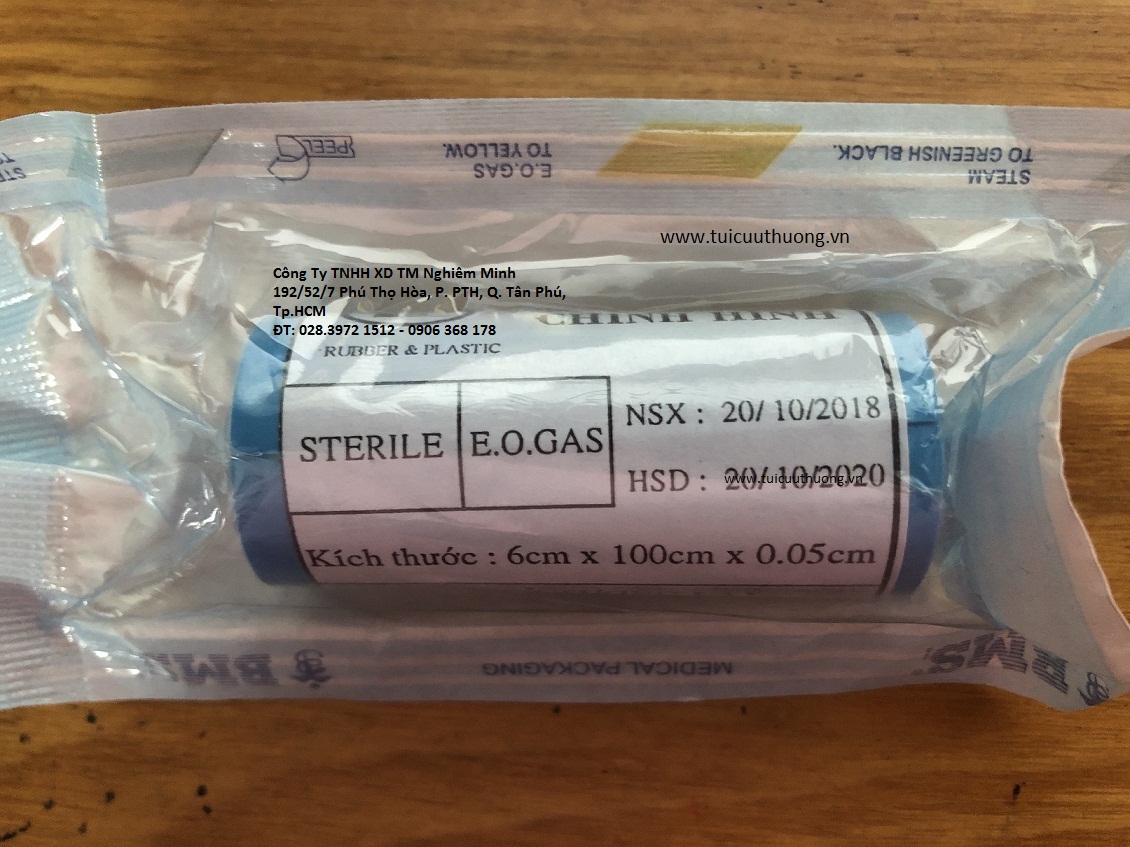 PEEL
E.O.GAS
TO YELLOW.
STEAM
TO GREENISH BLACK.
www.tuicuuthuong.vn
Công Ty TNHH XD TM Nghiêm Minh
192/52/7 Phú Thọ Hòa, P. PTH, Q. Tân Phú,
Tp.HCM
ĐT: 028.3972 1512 - 0906 368 178
CHỈNH HÌNH
RUBBER & PLASTIC
STERILE E.O.GAS
NSX : 20/ 10/2018
HSD : 20/ 10/2020
www.tuicuuthuong.vn
Kích thước : 6cm x 100cm x 0.05cm
BMS
MEDICAL PACKAGING
BMS